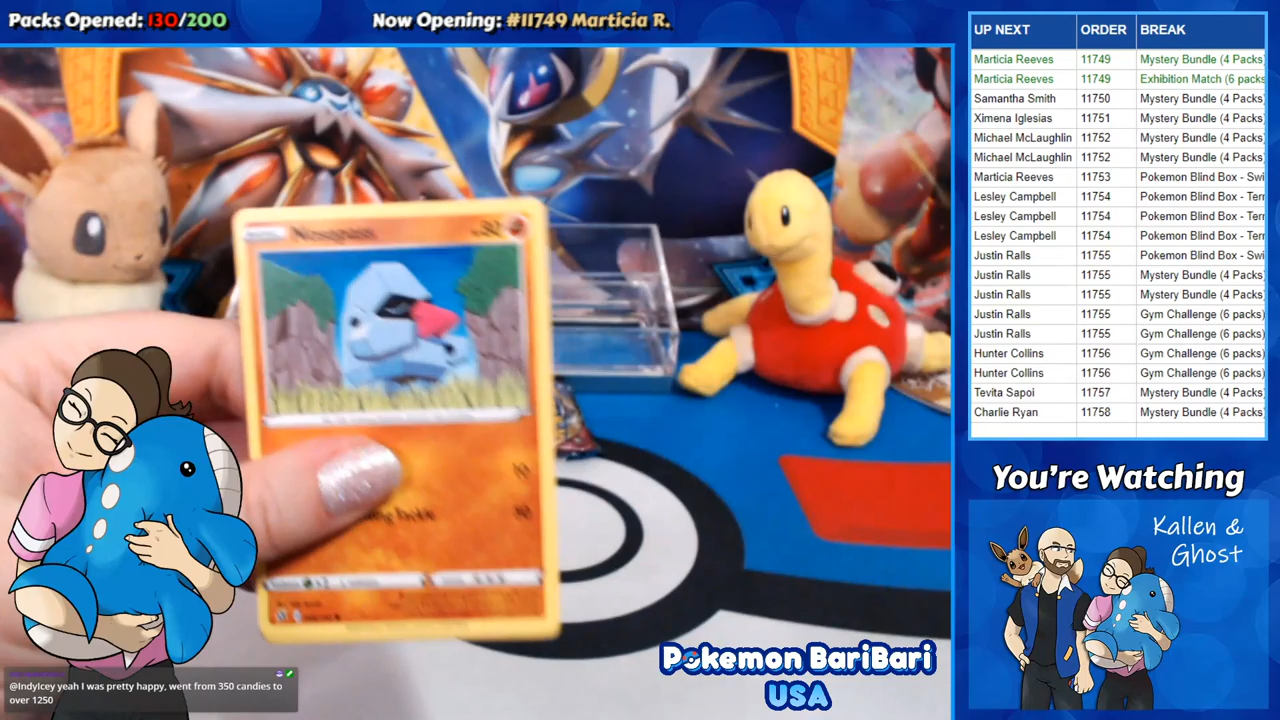 Packs Opened: 130/200
Now Opening: #11749 Marticia R.
UP NEXT ORDER BREAK
Marticia Reeves 11749 Mystery Bundle (4 Packs)
Marticia Reeves 11749 Exhibition Match (6 packs
Samantha Smith 11750 Mystery Bundle (4 Packs)
Ximena Iglesias 11751 Mystery Bundle (4 Packs)
Michael McLaughlin 11752 Mystery Bundle (4 Packs)
Michael McLaughlin 11752 Mystery Bundle (4 Packs)
Marticia Reeves 11753 Pokemon Blind Box - Swi
Lesley Campbell 11754 Pokemon Blind Box - Terr
Lesley Campbell 11754 Pokemon Blind Box - Terr
Lesley Campbell 11754 Pokemon Blind Box - Terr
Justin Ralls 11755 Pokemon Blind Box - Swi
Justin Ralls 11755 Mystery Bundle (4 Packs)
Justin Ralls 11755 Mystery Bundle (4 Packs)
Justin Ralls 11755 Gym Challenge (6 packs)
Justin Ralls 11755 Gym Challenge (6 packs)
Hunter Collins 11756 Gym Challenge (6 packs)
Hunter Collins 11756 Gym Challenge (6 packs)
Tevita Sapoi 11757 Mystery Bundle (4 Packs)
Charlie Ryan 11758 Mystery Bundle (4 Packs)
Nosepass
You're Watching
Kallen &
Ghost
Pokemon BariBari
USA
@IndyIcey yeah I was pretty happy, went from 350 candies to
over 1250